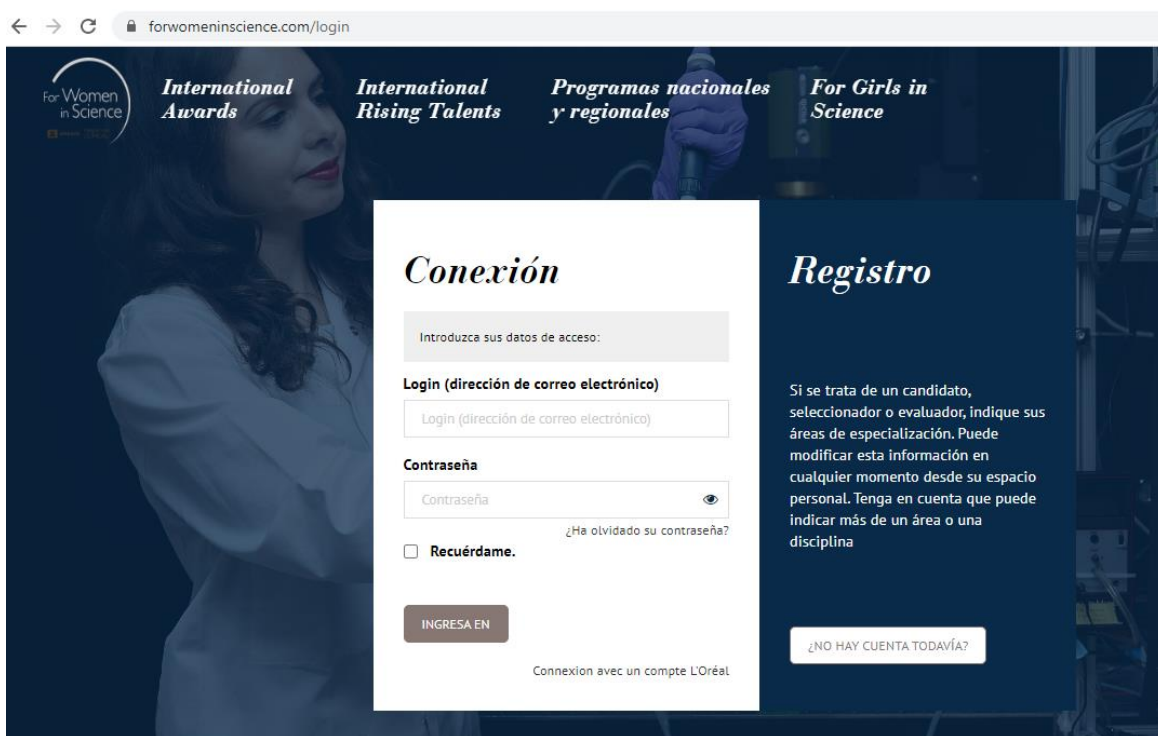 forwomeninscience.com/login
For Women
in Science
International
Awards
International
Rising Talents
Programas nacionales
y regionales
For Girls in
Science
Conexión
Introduzca sus datos de acceso:
Login (dirección de correo electrónico)
Login (dirección de correo electrónico)
Contraseña
Contraseña
¿Ha olvidado su contraseña?
Recuérdame.
INGRESA EN
Connexion avec un compte L'Oréal
Registro
Si se trata de un candidato,
seleccionador o evaluador, indique sus
áreas de especialización. Puede
modificar esta información en
cualquier momento desde su espacio
personal. Tenga en cuenta que puede
indicar más de un área o una
disciplina
¿NO HAY CUENTA TODAVÍA?